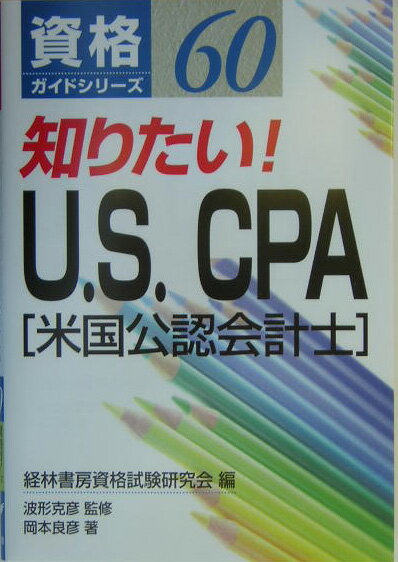 資格
ガイドシリーズ
60
知りたい!
U.S. CPA
[米国公認会計士]
経林書房資格試験研究会 編
波形克彦 監修
岡本良彦 著